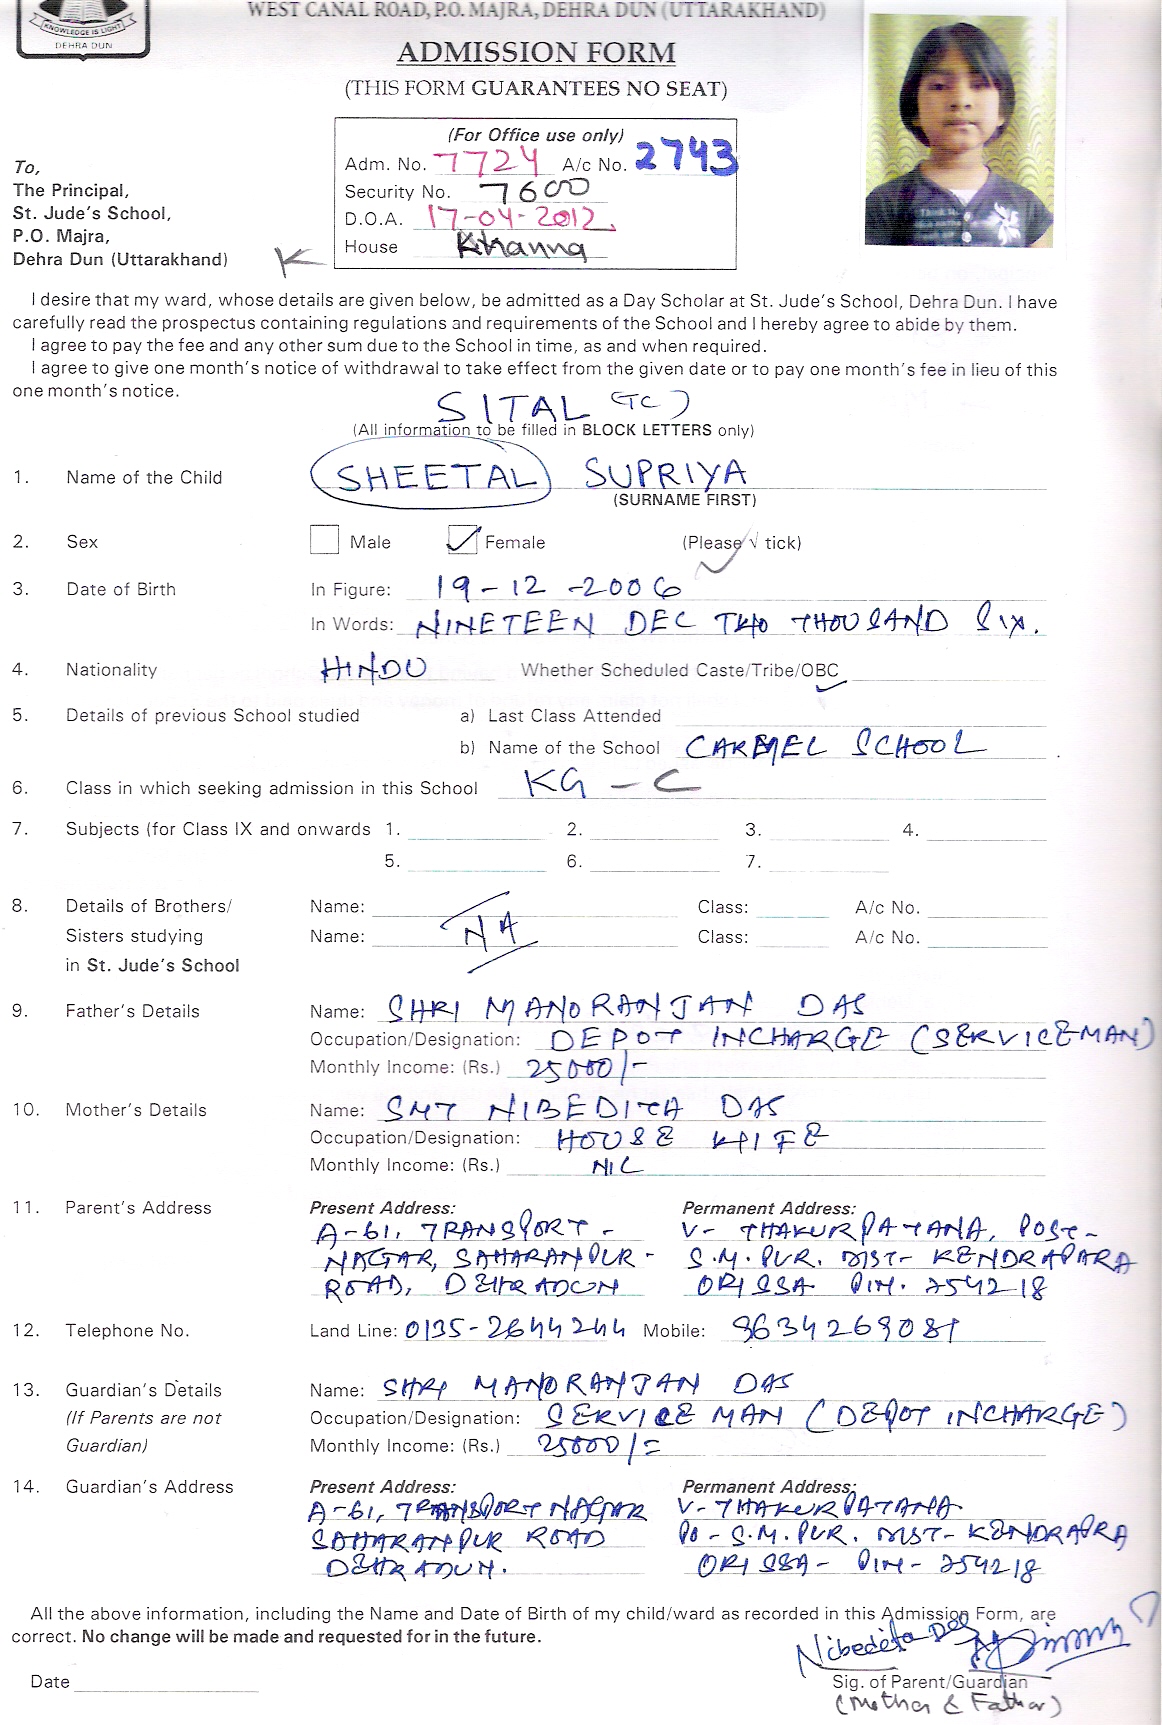 KNOWLEDGE IS LIGHT
DEHRA DUN
WEST CANAL ROAD, P.O. MAJRA, DEHRA DUN (UTTARAKHAND)
ADMISSION FORM
(THIS FORM GUARANTEES NO SEAT)
(For Office use only)
Adm. No. 7724 A/c No. 2743
Security No. 7600
D.O.A. 17-04-2012
House Khanna
To,
The Principal,
St. Jude's School,
P.O. Majra,
Dehra Dun (Uttarakhand)
K
I desire that my ward, whose details are given below, be admitted as a Day Scholar at St. Jude's School, Dehra Dun. I have
carefully read the prospectus containing regulations and requirements of the School and I hereby agree to abide by them.
I agree to pay the fee and any other sum due to the School in time, as and when required.
I agree to give one month's notice of withdrawal to take effect from the given date or to pay one month's fee in lieu of this
one month's notice.
SITAL (TC)
(All information to be filled in BLOCK LETTERS only)
1. Name of the Child SHEETAL SUPRIYA
(SURNAME FIRST)
2. Sex Male Female (Please √ tick)
3. Date of Birth In Figure: 19-12-2006
In Words: NINETEEN DEC TWO THOUSAND SIX.
4. Nationality HINDU Whether Scheduled Caste/Tribe/OBC
5. Details of previous School studied a) Last Class Attended
b) Name of the School CARMEL SCHOOL
6. Class in which seeking admission in this School KG - C
7. Subjects (for Class IX and onwards 1. 2. 3. 4.
5. 6. 7.
8. Details of Brothers/ Name: Class: A/c No.
Sisters studying Name: NA Class: A/c No.
in St. Jude's School
9. Father's Details Name: SHRI MANORANJAN DAS
Occupation/Designation: DEPOT INCHARGE (SERVICEMAN)
Monthly Income: (Rs.) 25000/-
10. Mother's Details Name: SMT NIBEDITA DAS
Occupation/Designation: HOUSE WIFE
Monthly Income: (Rs.) NIL
11. Parent's Address Present Address: Permanent Address:
A-61, TRANSPORT - V- THAKURPATANA, POST-
NAGAR, SAHARANPUR - S.M.PUR. DIST- KENDRAPARA
ROAD, DEHRADUN ORISSA PIN. 754218
12. Telephone No. Land Line: 0135-2644244 Mobile: 9634269089
13. Guardian's Details Name: SHRI MANORANJAN DAS
(If Parents are not Occupation/Designation: SERVICE MAN (DEPOT INCHARGE)
Guardian) Monthly Income: (Rs.) 25000/=
14. Guardian's Address Present Address: Permanent Address:
A-61, TRANSPORT NAGAR V- THAKURPATANA
SAHARANPUR ROAD PO - S.M.PUR. DIST- KENDRAPRA
DEHRADUN. ORISSA- PIN- 754218
All the above information, including the Name and Date of Birth of my child/ward as recorded in this Admission Form, are
correct. No change will be made and requested for in the future.
Nibedita Das
Date Sig. of Parent/Guardian
(Mother & Father)